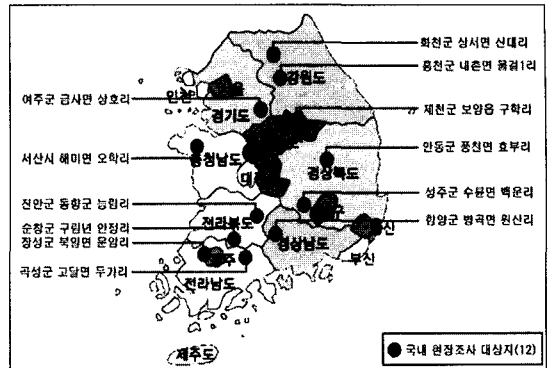 화천군 상서면 신대리
홍천군 내촌면 물걸1리
강원도
인천
여주군 금사면 상호리
경기도
제천군 보양읍 구학리
서산시 해미면 오학리
충청남도
안동군 풍천면 효부리
경상북도
성주군 수륜면 백운리
진안군 동향군 능힘리
전라북도
함양군 병곡면 원산리
순창군 구림면 안정리
경상남도
부산
장성군 북일면 문암리
곡성군 고달면 두가리
전라남도
제주도
국내 현장조사 대상지(12)